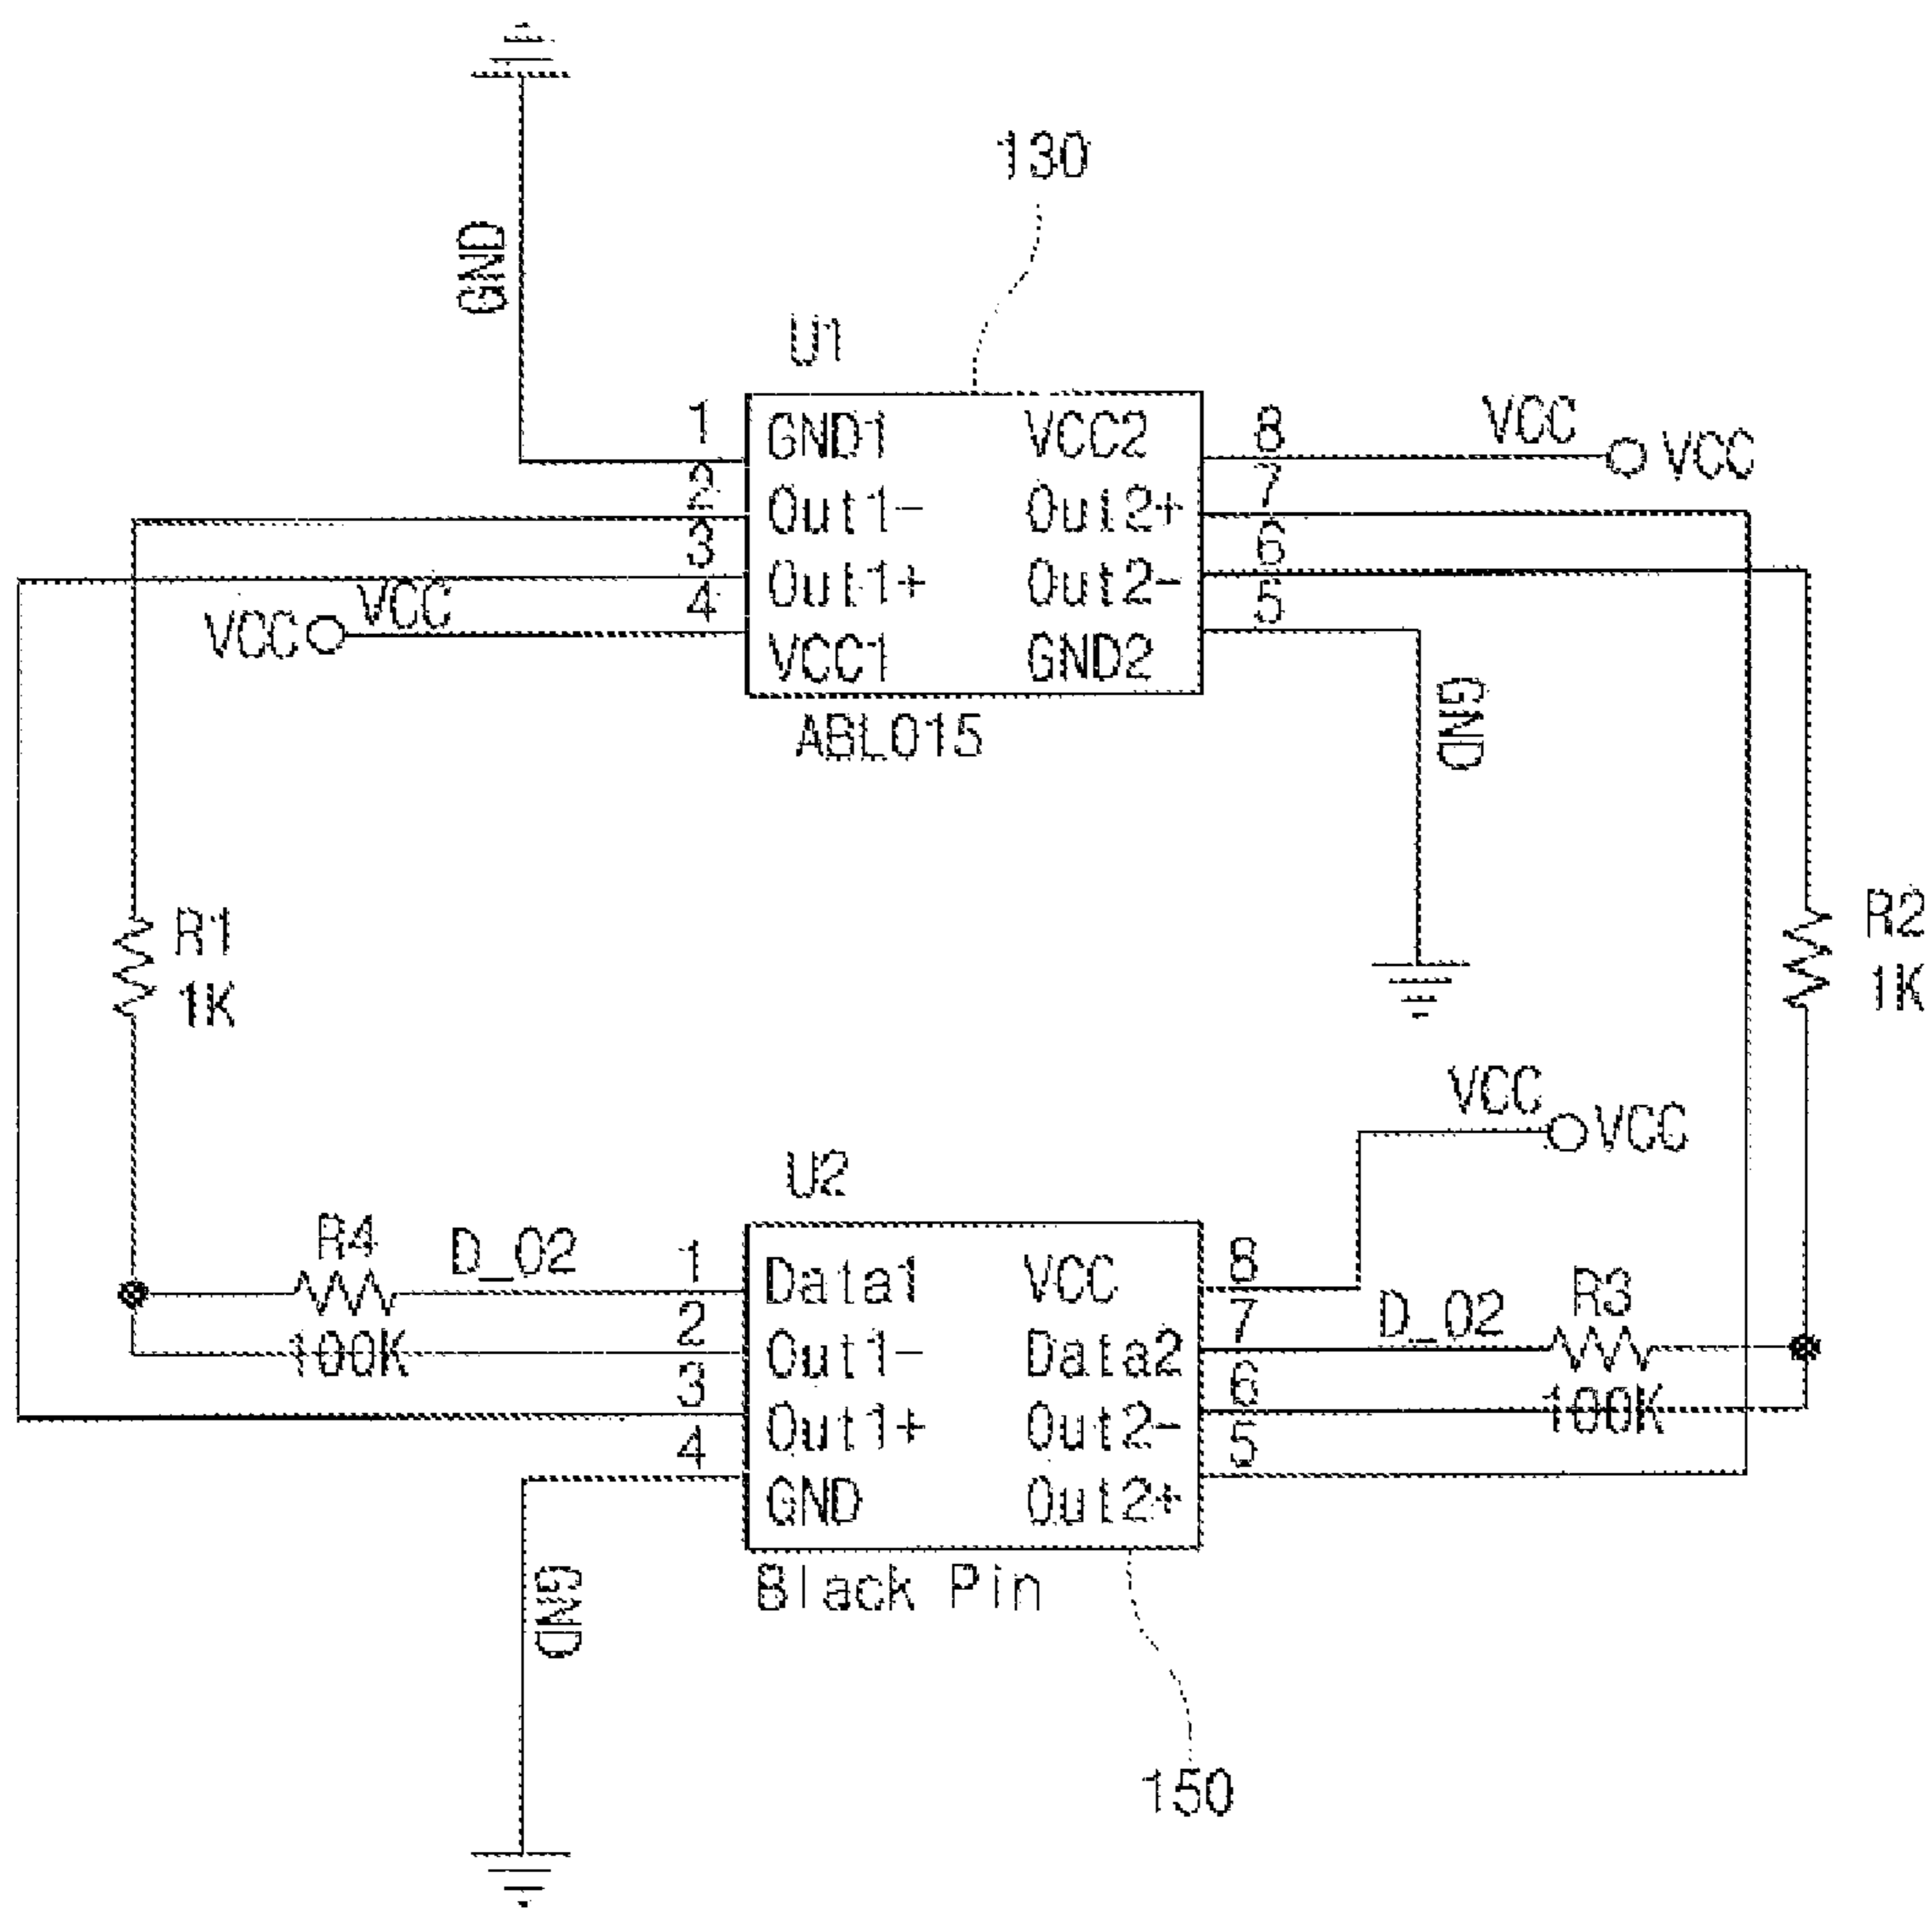 130
GND
U1
1 GND1 VCC2 8 VCC VCC
2 Out1- Out2+ 7
3 Out1+ Out2- 6
4 VCC1 GND2 5
VCC VCC
ABL015
GND
R1
1K
R2
1K
VCC VCC
U2
R4 D_02 1 Data1 VCC 8
100K 2 Out1- Data2 7 D_02 R3
3 Out1+ Out2- 6 100K
4 GND Out2+ 5
Black Pin
GND
150